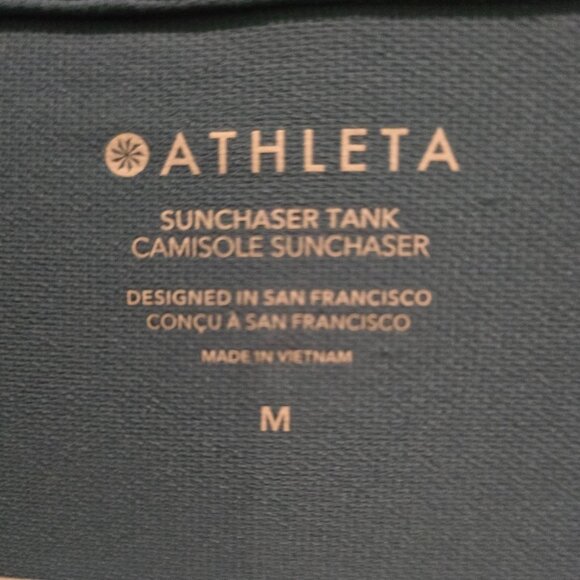 ATHLETA
SUNCHASER TANK
CAMISOLE SUNCHASER
DESIGNED IN SAN FRANCISCO
CONÇU À SAN FRANCISCO
MADE IN VIETNAM
M